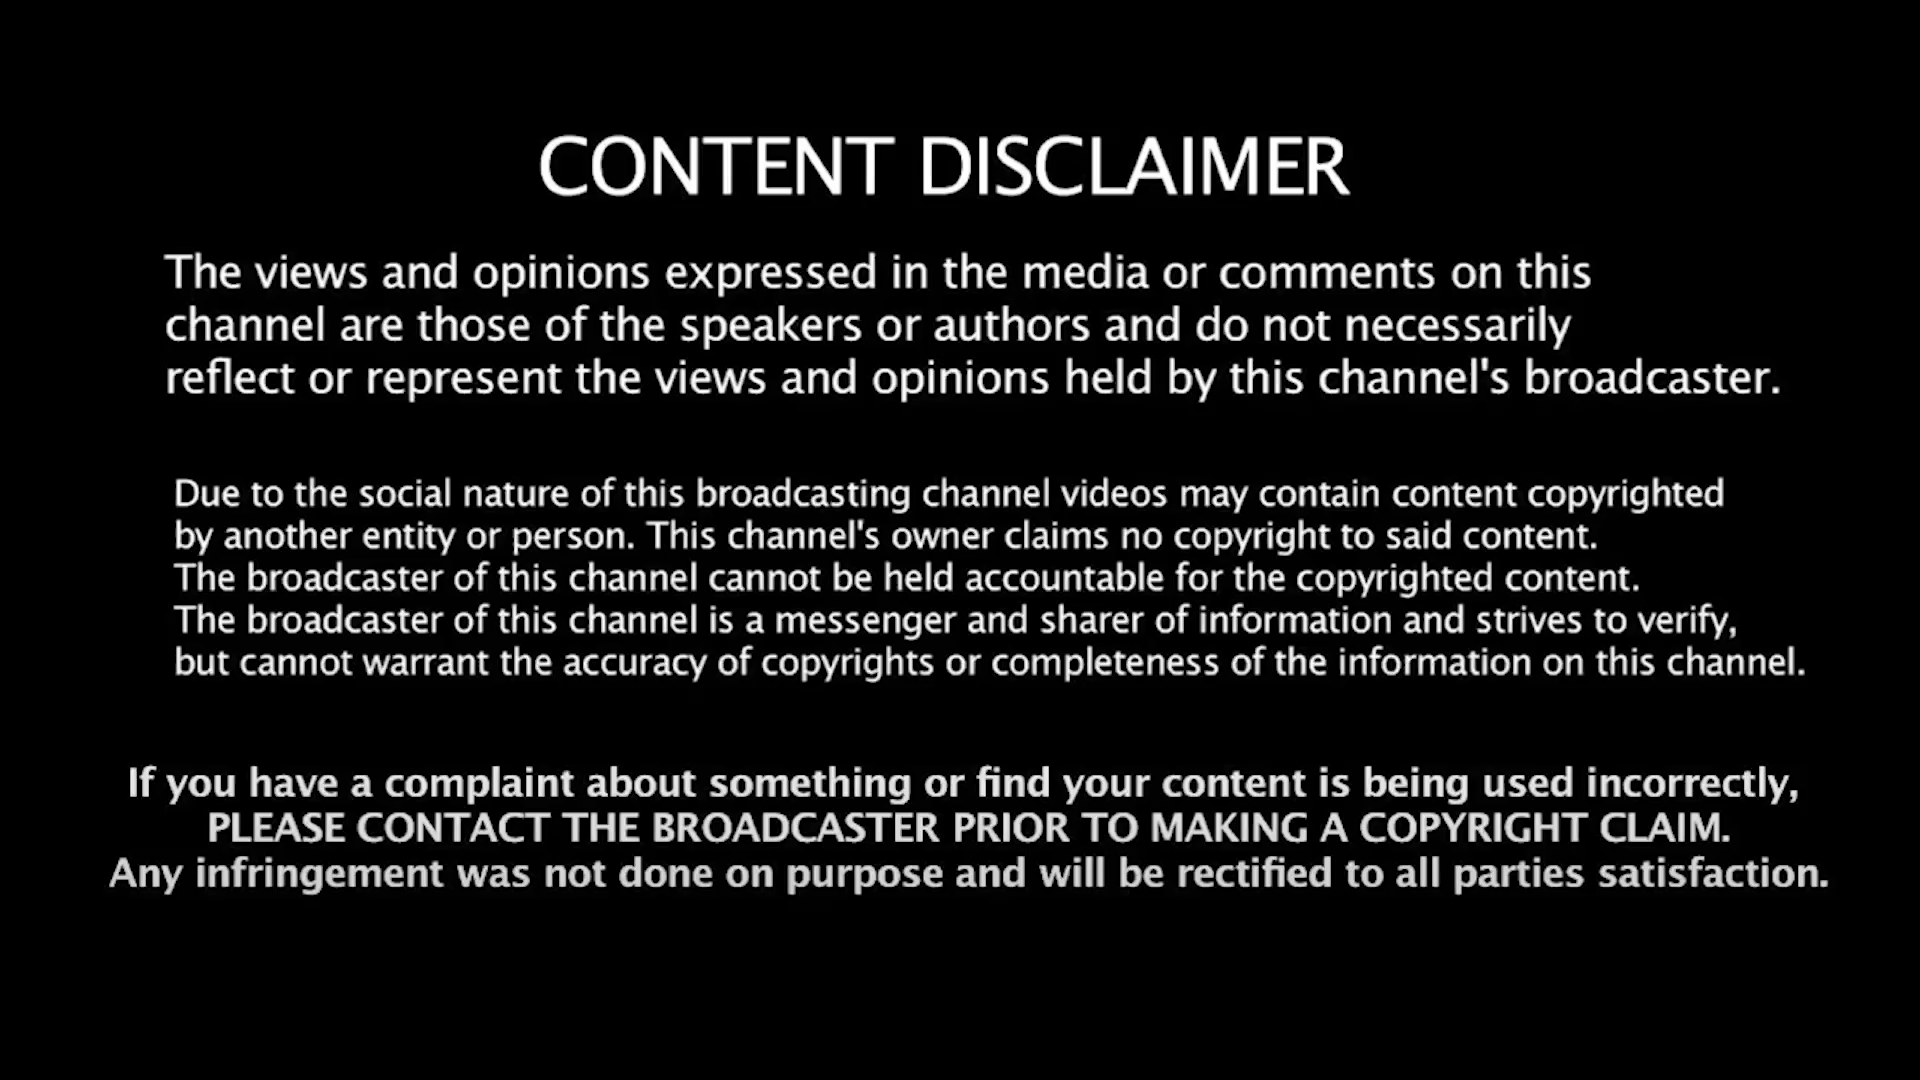 CONTENT DISCLAIMER
The views and opinions expressed in the media or comments on this
channel are those of the speakers or authors and do not necessarily
reflect or represent the views and opinions held by this channel's broadcaster.
Due to the social nature of this broadcasting channel videos may contain content copyrighted
by another entity or person. This channel's owner claims no copyright to said content.
The broadcaster of this channel cannot be held accountable for the copyrighted content.
The broadcaster of this channel is a messenger and sharer of information and strives to verify,
but cannot warrant the accuracy of copyrights or completeness of the information on this channel.
If you have a complaint about something or find your content is being used incorrectly,
PLEASE CONTACT THE BROADCASTER PRIOR TO MAKING A COPYRIGHT CLAIM.
Any infringement was not done on purpose and will be rectified to all parties satisfaction.